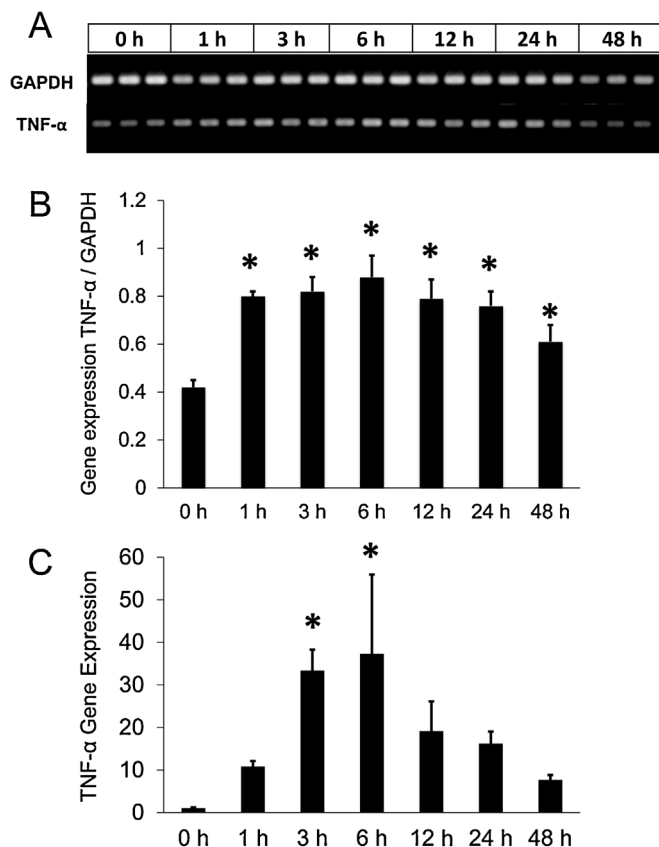 A
0 h 1 h 3 h 6 h 12 h 24 h 48 h
GAPDH
TNF-α
B
Gene expression TNF-α / GAPDH
1.2
1
0.8
0.6
0.4
0.2
0
* * * * * *
0 h 1 h 3 h 6 h 12 h 24 h 48 h
C
TNF-α Gene Expression
60
50
40
30
20
10
0
* *
0 h 1 h 3 h 6 h 12 h 24 h 48 h